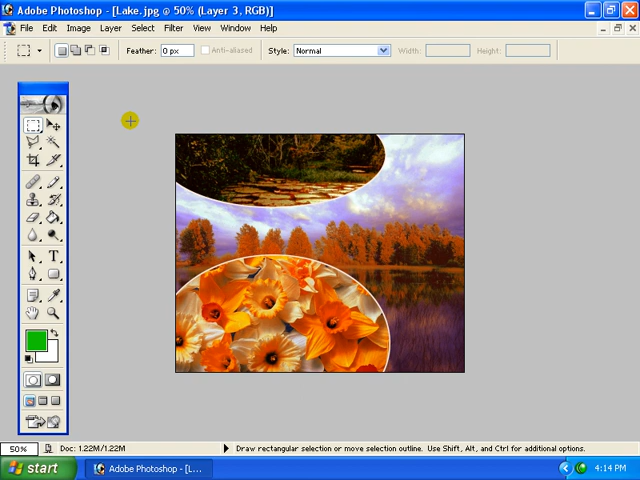 Adobe Photoshop - [Lake.jpg @ 50% (Layer 3, RGB)]
File Edit Image Layer Select Filter View Window Help
Feather: 0 px Anti-aliased Style: Normal Width: Height:
50% Doc: 1.22M/1.22M Draw rectangular selection or move selection outline. Use Shift, Alt, and Ctrl for additional options.
start Adobe Photoshop - [L... 4:14 PM